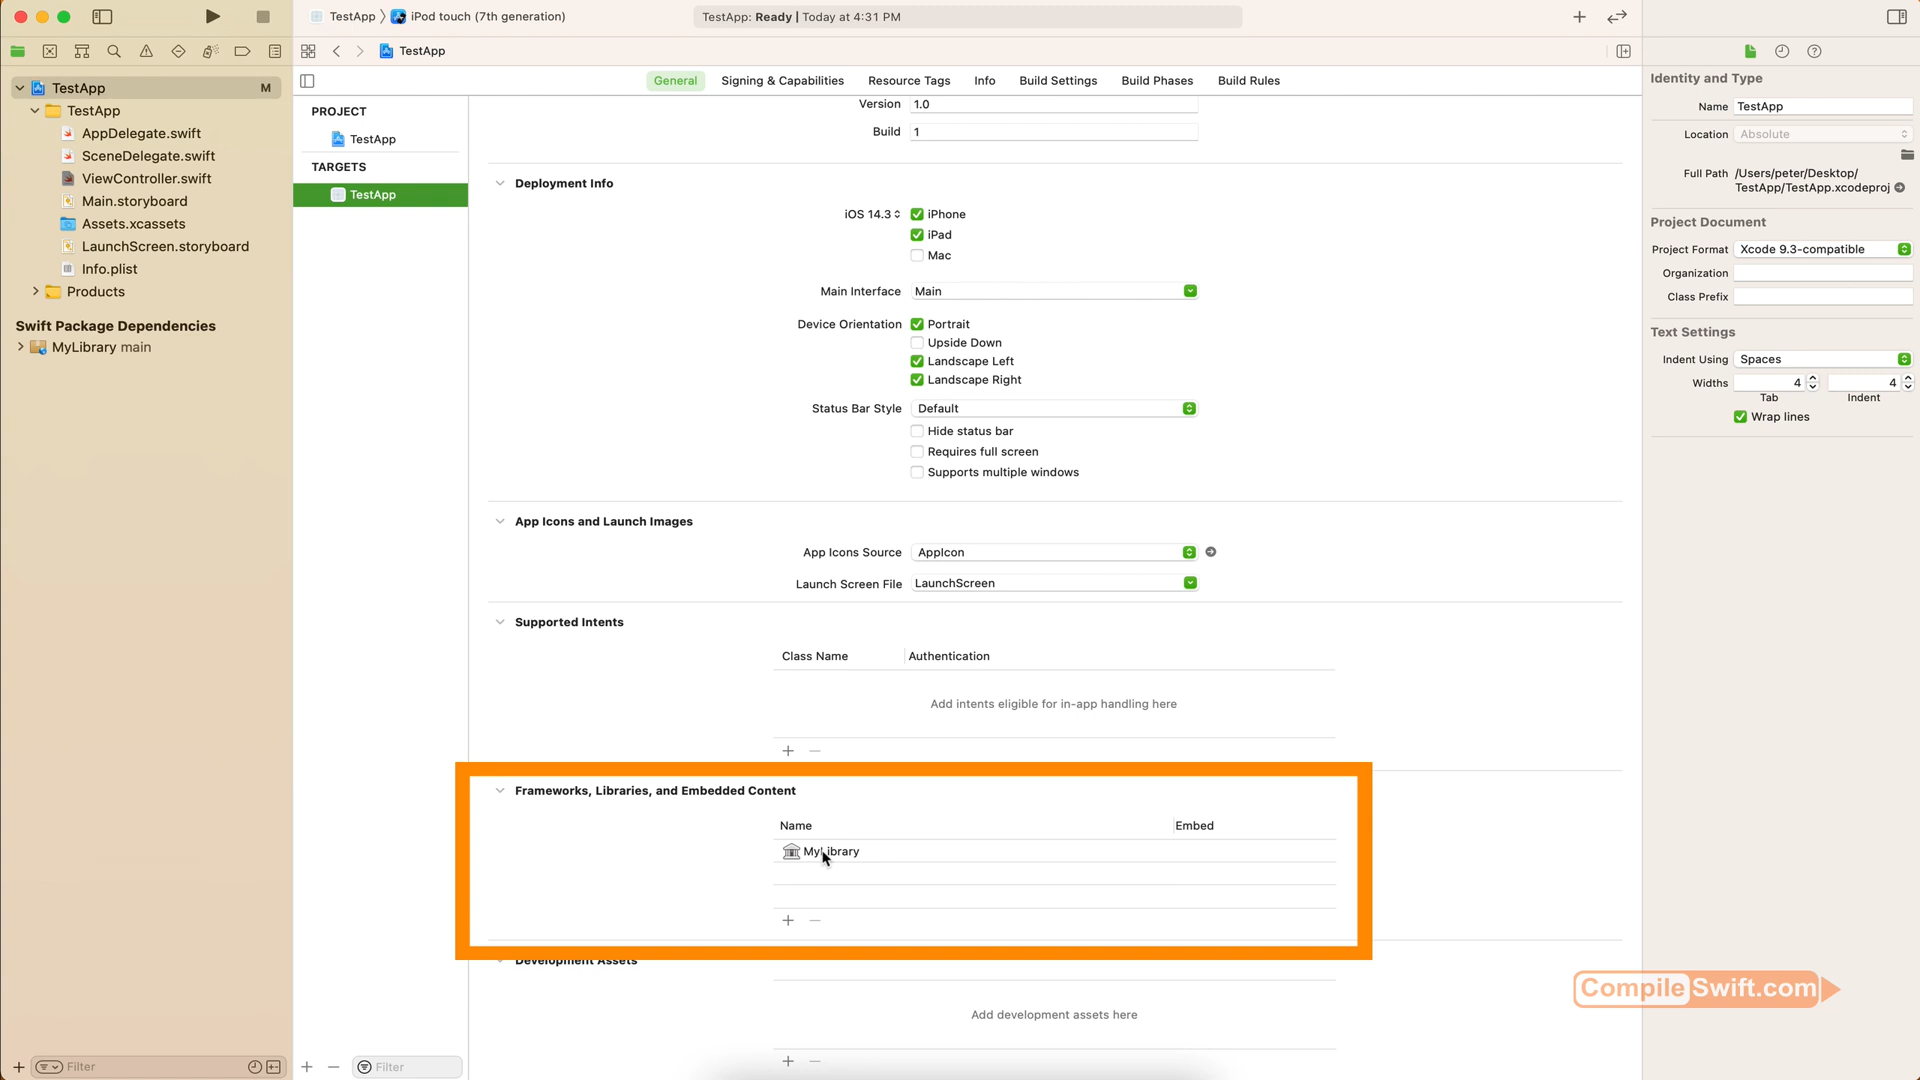 TestApp
iPod touch (7th generation)
TestApp: Ready | Today at 4:31 PM
TestApp
TestApp
M
TestApp
AppDelegate.swift
SceneDelegate.swift
ViewController.swift
Main.storyboard
Assets.xcassets
LaunchScreen.storyboard
Info.plist
Products
Swift Package Dependencies
MyLibrary main
Filter
General
Signing & Capabilities
Resource Tags
Info
Build Settings
Build Phases
Build Rules
PROJECT
TestApp
TARGETS
TestApp
Filter
Version 1.0
Build 1
Deployment Info
iOS 14.3
iPhone
iPad
Mac
Main Interface Main
Device Orientation
Portrait
Upside Down
Landscape Left
Landscape Right
Status Bar Style Default
Hide status bar
Requires full screen
Supports multiple windows
App Icons and Launch Images
App Icons Source AppIcon
Launch Screen File LaunchScreen
Supported Intents
Class Name Authentication
Add intents eligible for in-app handling here
Frameworks, Libraries, and Embedded Content
Name Embed
MyLibrary
Development Assets
Add development assets here
Identity and Type
Name TestApp
Location Absolute
Full Path /Users/peter/Desktop/
TestApp/TestApp.xcodeproj
Project Document
Project Format Xcode 9.3-compatible
Organization
Class Prefix
Text Settings
Indent Using Spaces
Widths 4 4
Tab Indent
Wrap lines
CompileSwift.com